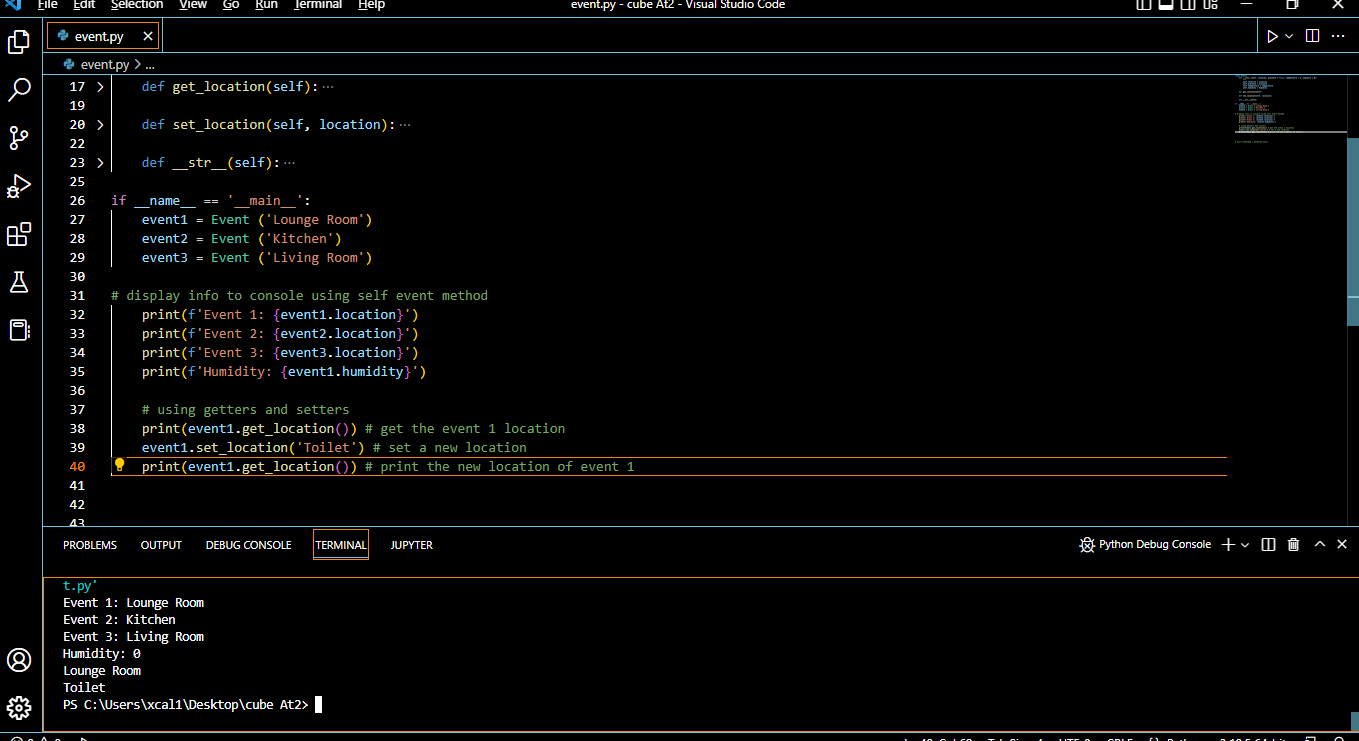 File Edit Selection View Go Run Terminal Help event.py - cube At2 - Visual Studio Code
event.py
event.py > ...
17 def get_location(self): ...
19
20 def set_location(self, location): ...
22
23 def __str__(self): ...
25
26 if __name__ == '__main__':
27 event1 = Event ('Lounge Room')
28 event2 = Event ('Kitchen')
29 event3 = Event ('Living Room')
30
31 # display info to console using self event method
32 print(f'Event 1: {event1.location}')
33 print(f'Event 2: {event2.location}')
34 print(f'Event 3: {event3.location}')
35 print(f'Humidity: {event1.humidity}')
36
37 # using getters and setters
38 print(event1.get_location()) # get the event 1 location
39 event1.set_location('Toilet') # set a new location
40 print(event1.get_location()) # print the new location of event 1
41
42
43
PROBLEMS OUTPUT DEBUG CONSOLE TERMINAL JUPYTER Python Debug Console
t.py'
Event 1: Lounge Room
Event 2: Kitchen
Event 3: Living Room
Humidity: 0
Lounge Room
Toilet
PS C:\Users\xcal1\Desktop\cube At2>